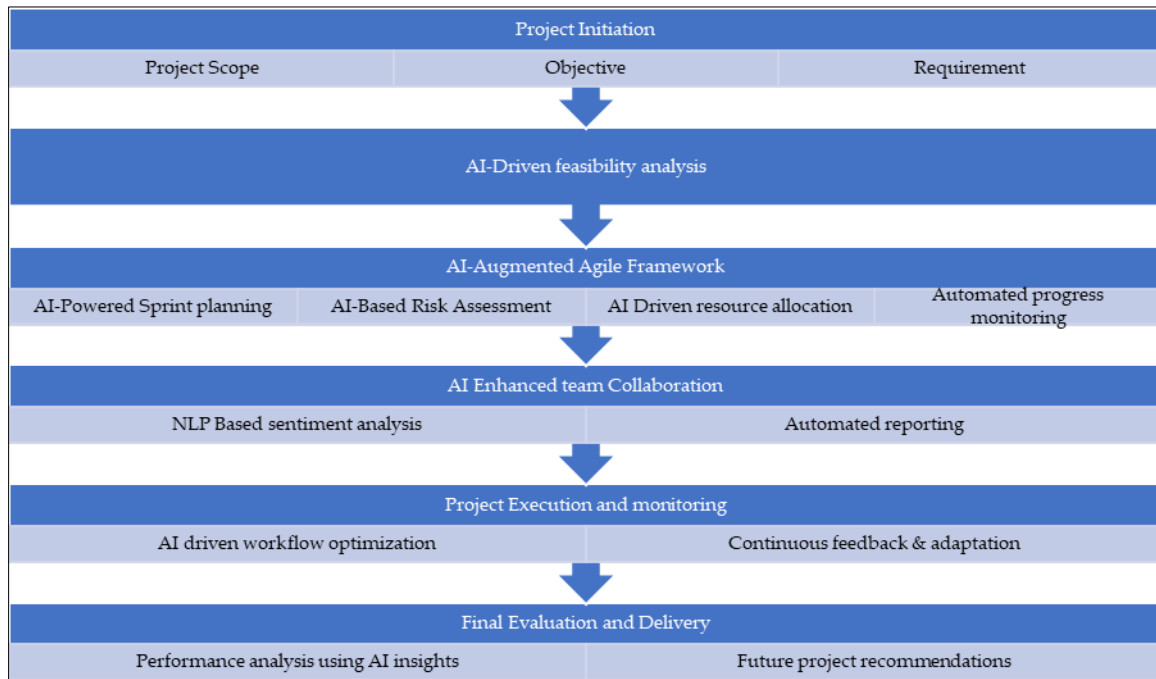 Project Initiation
Project Scope
Objective
Requirement
AI-Driven feasibility analysis
AI-Augmented Agile Framework
AI-Powered Sprint planning
AI-Based Risk Assessment
AI Driven resource allocation
Automated progress
monitoring
AI Enhanced team Collaboration
NLP Based sentiment analysis
Automated reporting
Project Execution and monitoring
AI driven workflow optimization
Continuous feedback & adaptation
Final Evaluation and Delivery
Performance analysis using AI insights
Future project recommendations